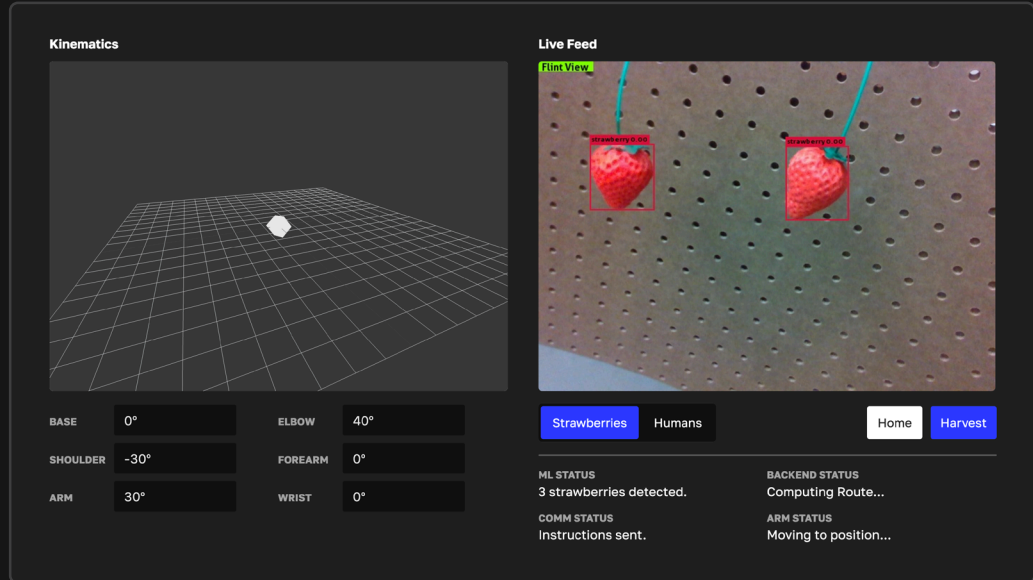 Kinematics
Live Feed
Flint View
strawberry 0.00
strawberry 0.00
BASE 0°
ELBOW 40°
SHOULDER -30°
FOREARM 0°
ARM 30°
WRIST 0°
Strawberries Humans Home Harvest
ML STATUS
3 strawberries detected.
BACKEND STATUS
Computing Route...
COMM STATUS
Instructions sent.
ARM STATUS
Moving to position...